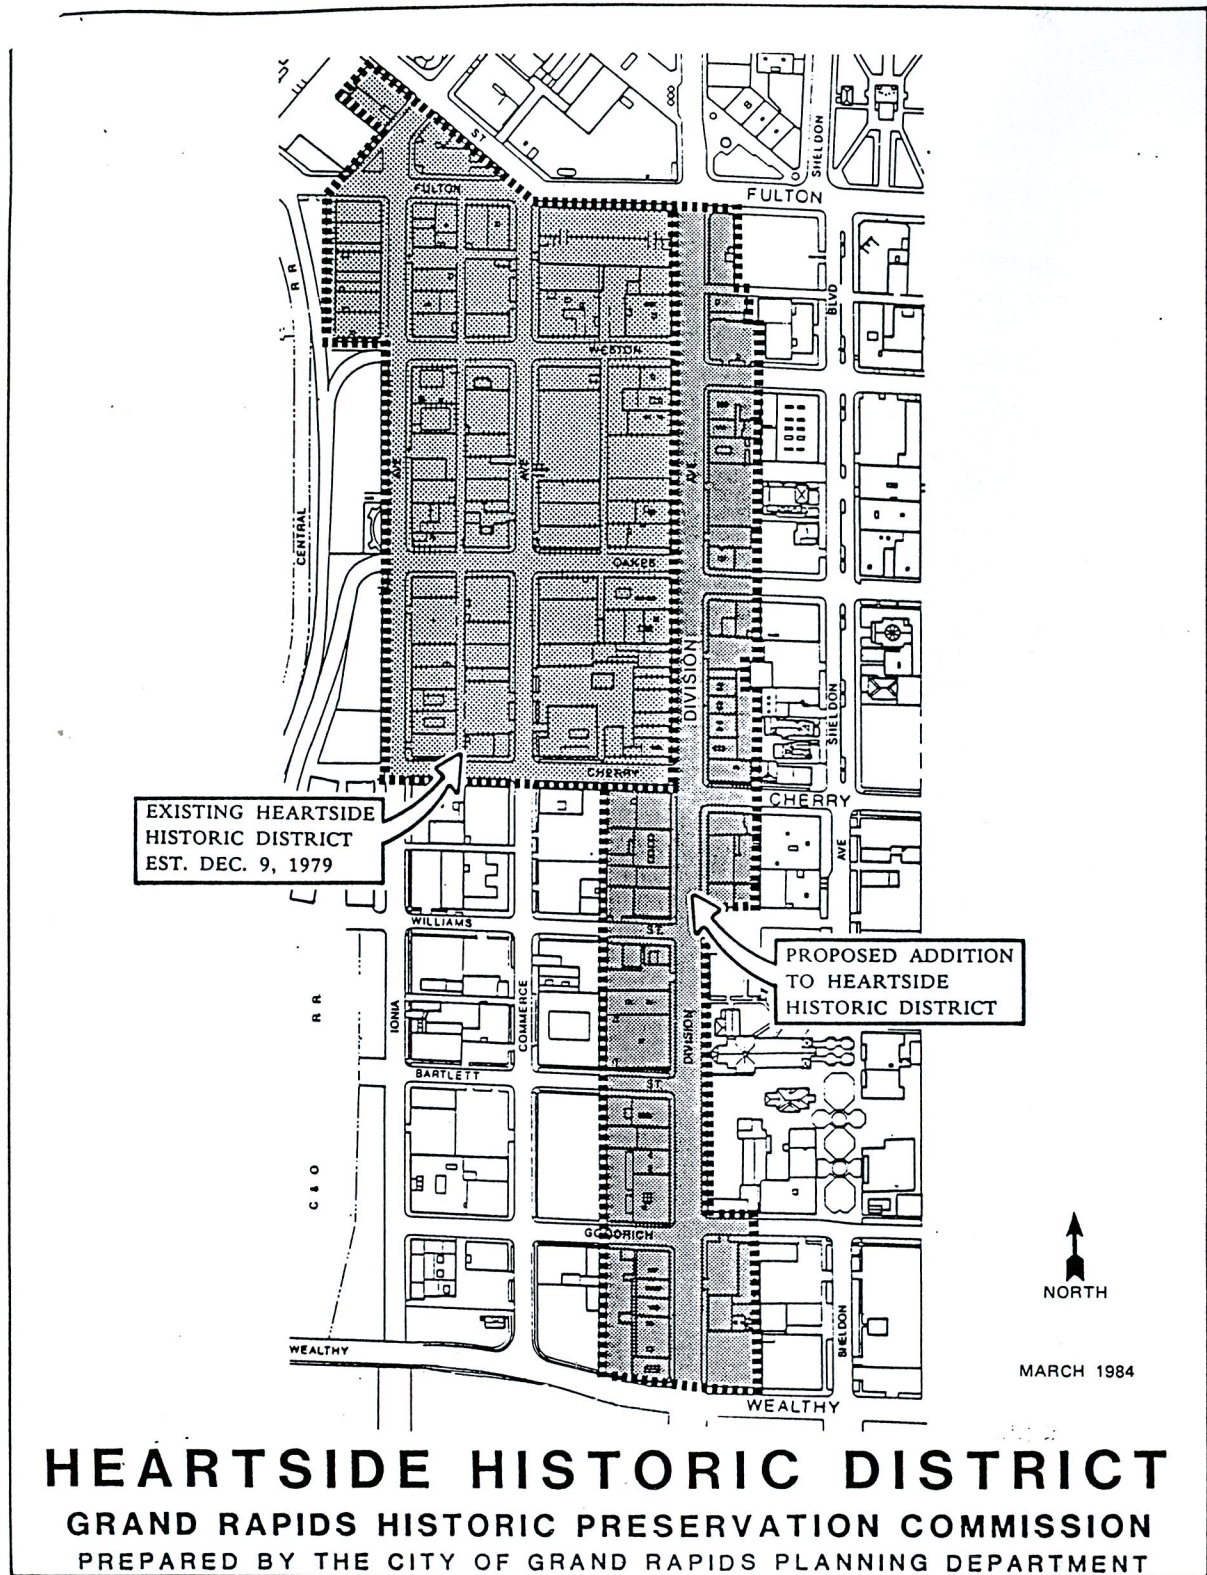 ST
SHELDON
FULTON
FULTON
R R
BLVD
WESTON
AVE
AVE
AVE
CENTRAL
OAKES
DIVISION
SHELDON
CHERRY
CHERRY
EXISTING HEARTSIDE
HISTORIC DISTRICT
EST. DEC. 9, 1979
AVE
WILLIAMS
ST.
PROPOSED ADDITION
TO HEARTSIDE
HISTORIC DISTRICT
R R
IONIA
COMMERCE
DIVISION
BARTLETT
ST.
C & O
GOODRICH
NORTH
SHELDON
WEALTHY
MARCH 1984
WEALTHY
HEARTSIDE HISTORIC DISTRICT
GRAND RAPIDS HISTORIC PRESERVATION COMMISSION
PREPARED BY THE CITY OF GRAND RAPIDS PLANNING DEPARTMENT